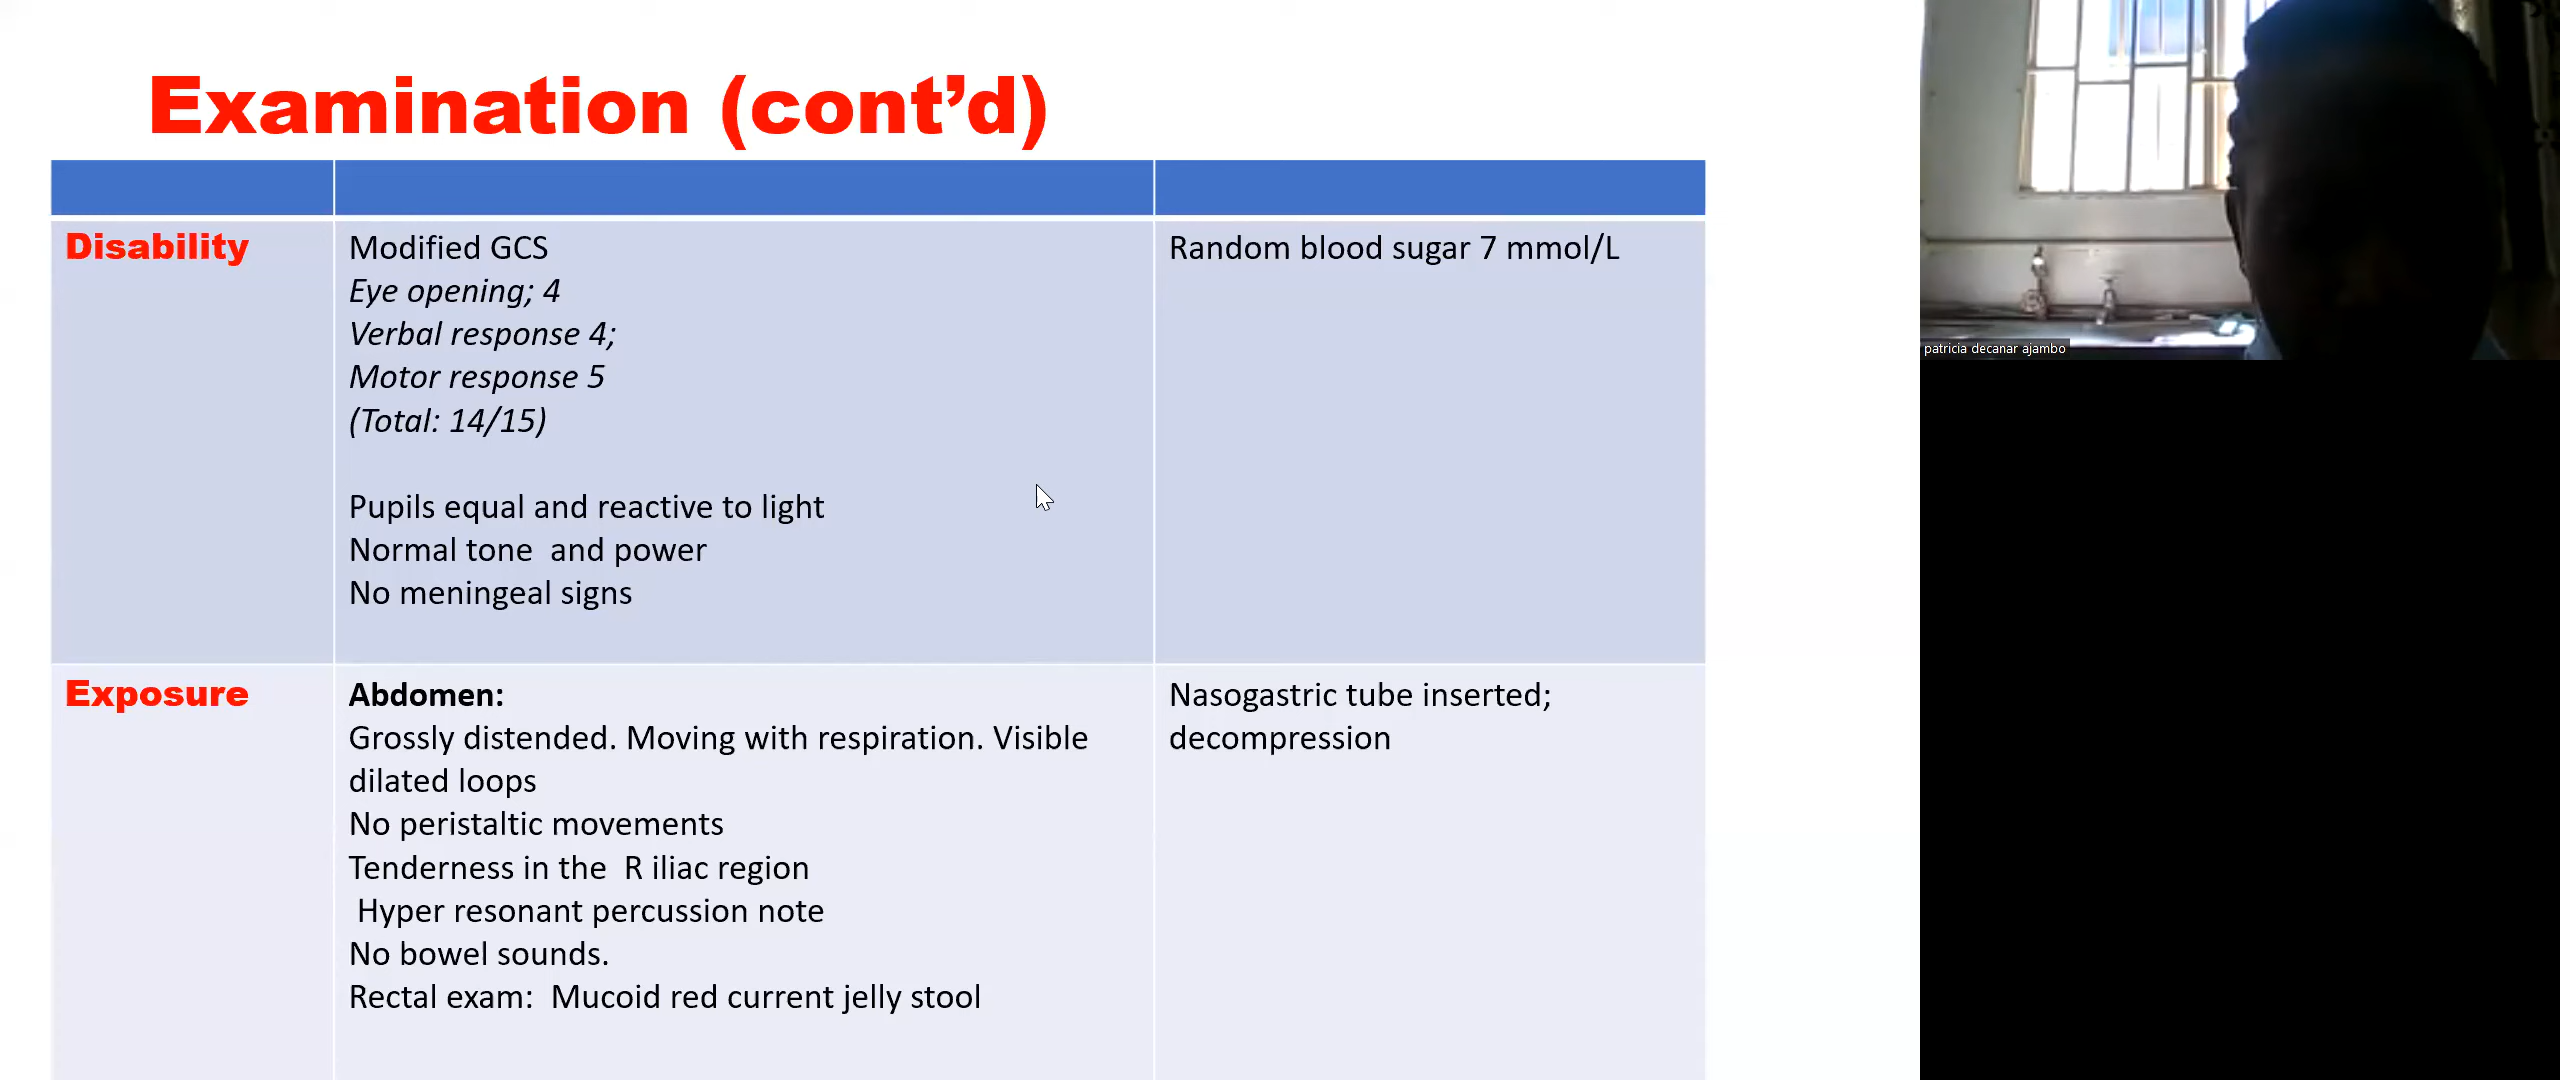 Examination (cont’d)
Disability
Modified GCS
Eye opening; 4
Verbal response 4;
Motor response 5
(Total: 14/15)
Pupils equal and reactive to light
Normal tone and power
No meningeal signs
Random blood sugar 7 mmol/L
Exposure
Abdomen:
Grossly distended. Moving with respiration. Visible
dilated loops
No peristaltic movements
Tenderness in the R iliac region
Hyper resonant percussion note
No bowel sounds.
Rectal exam: Mucoid red current jelly stool
Nasogastric tube inserted;
decompression
patricia decanar ajambo